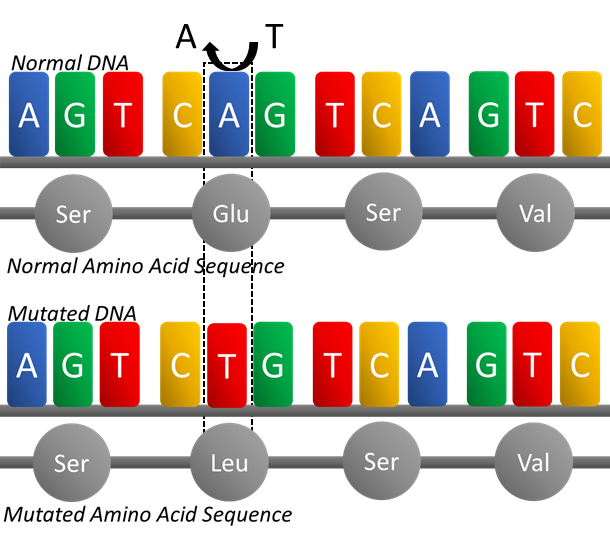 A T
Normal DNA
A G T C A G T C A G T C
Ser Glu Ser Val
Normal Amino Acid Sequence
Mutated DNA
A G T C T G T C A G T C
Ser Leu Ser Val
Mutated Amino Acid Sequence